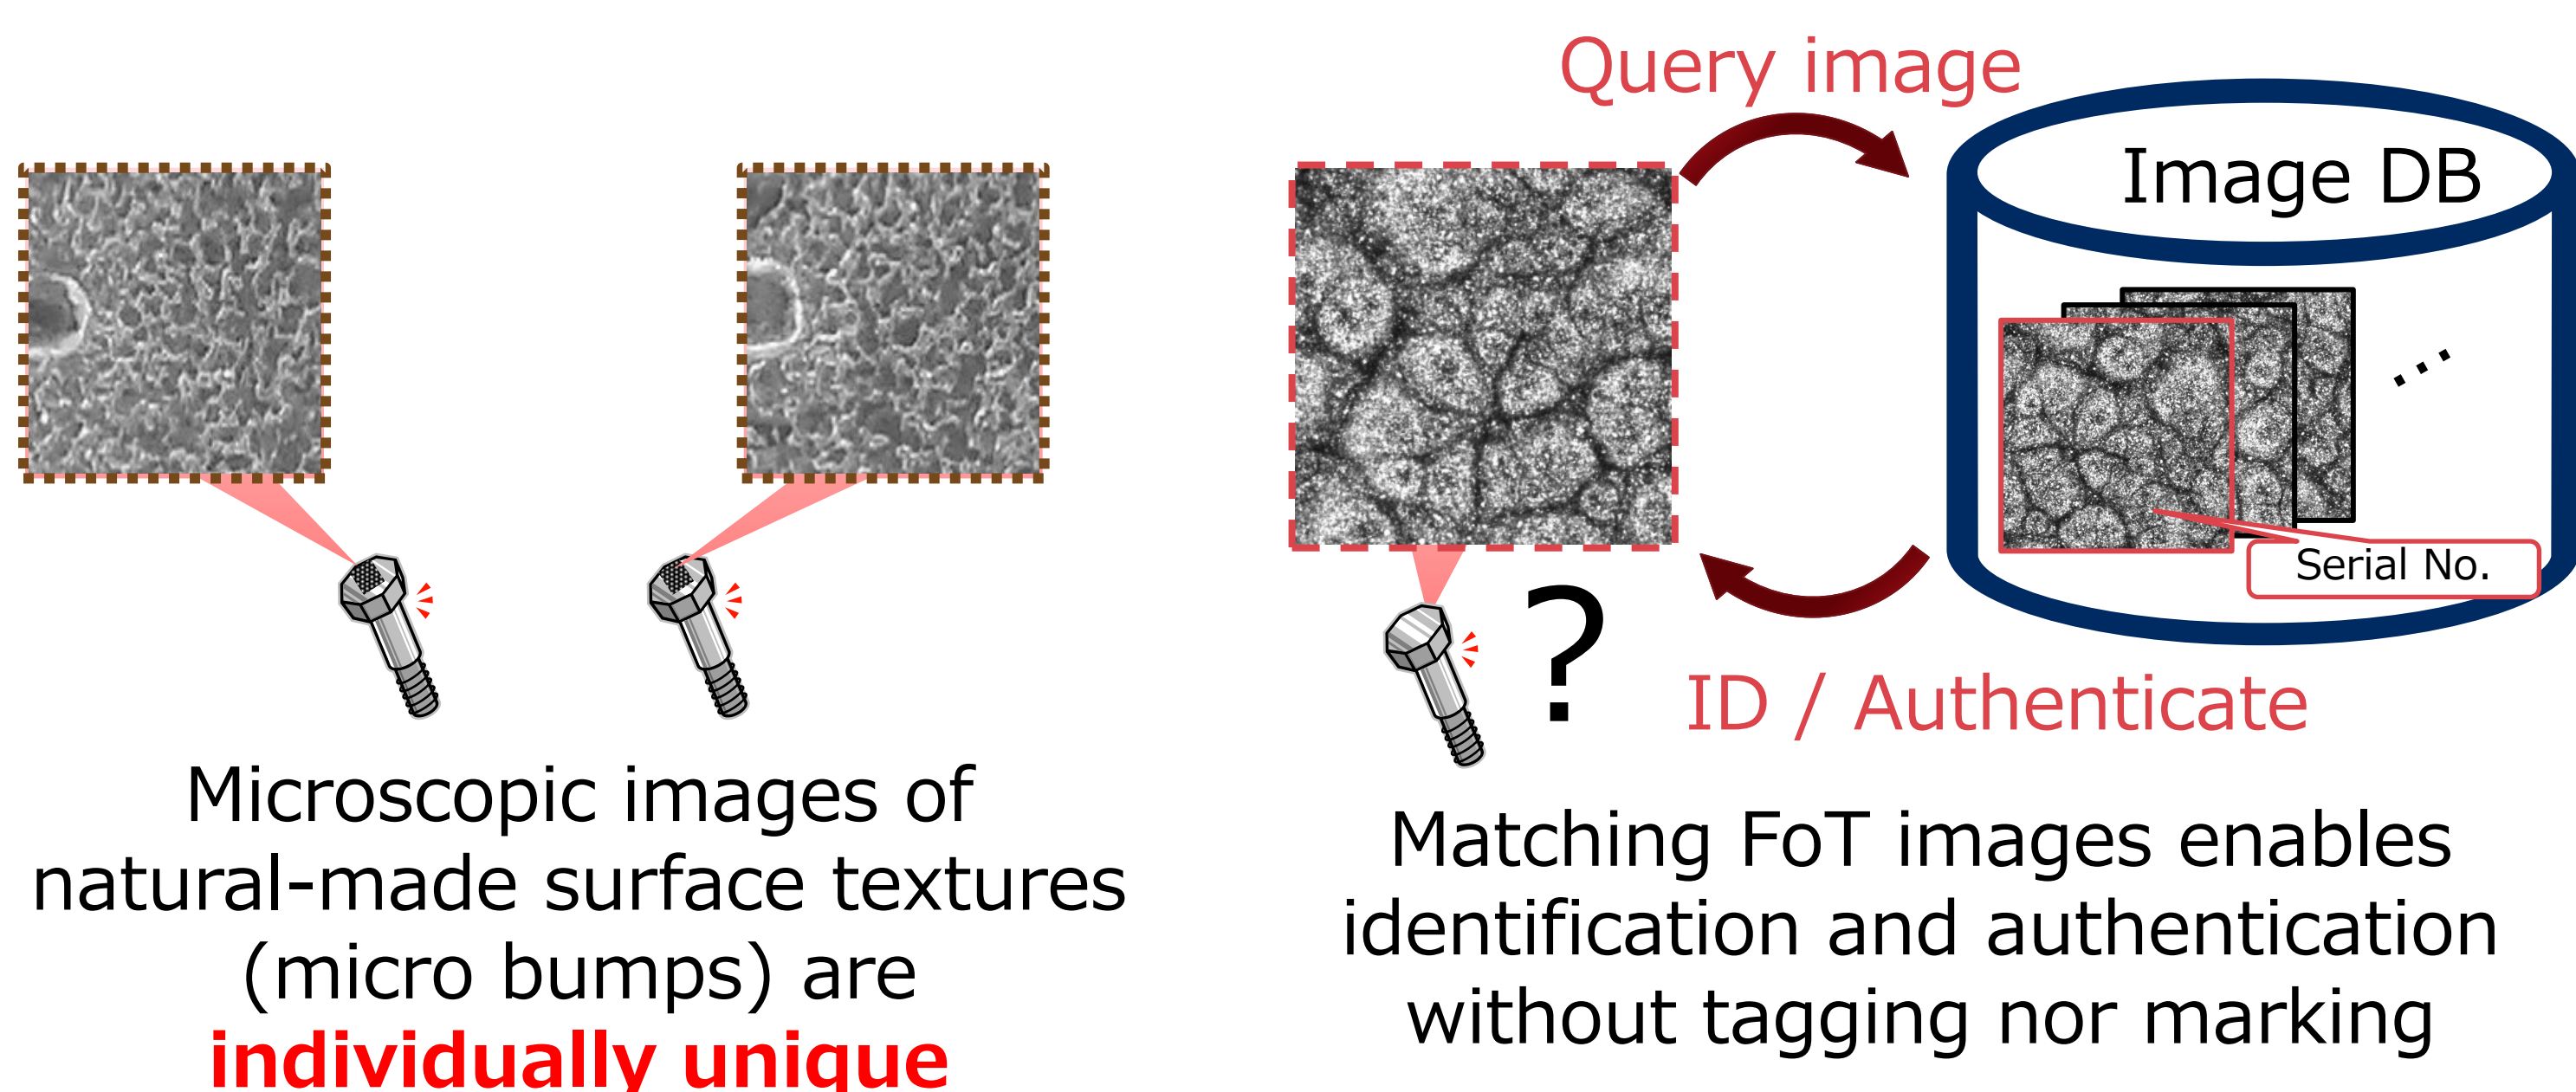 Microscopic images of
natural-made surface textures
(micro bumps) are
individually unique
Query image
Image DB
...
Serial No.
?
ID / Authenticate
Matching FoT images enables
identification and authentication
without tagging nor marking